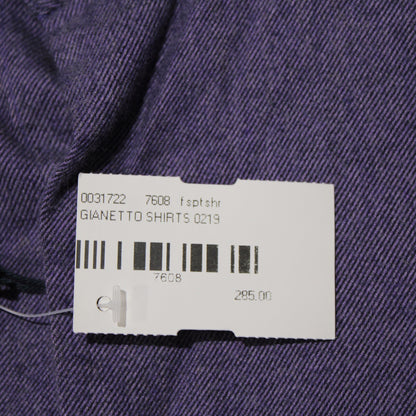 0031722 7608 fsptshr
GIANETTO SHIRTS 0219
7608
285.00